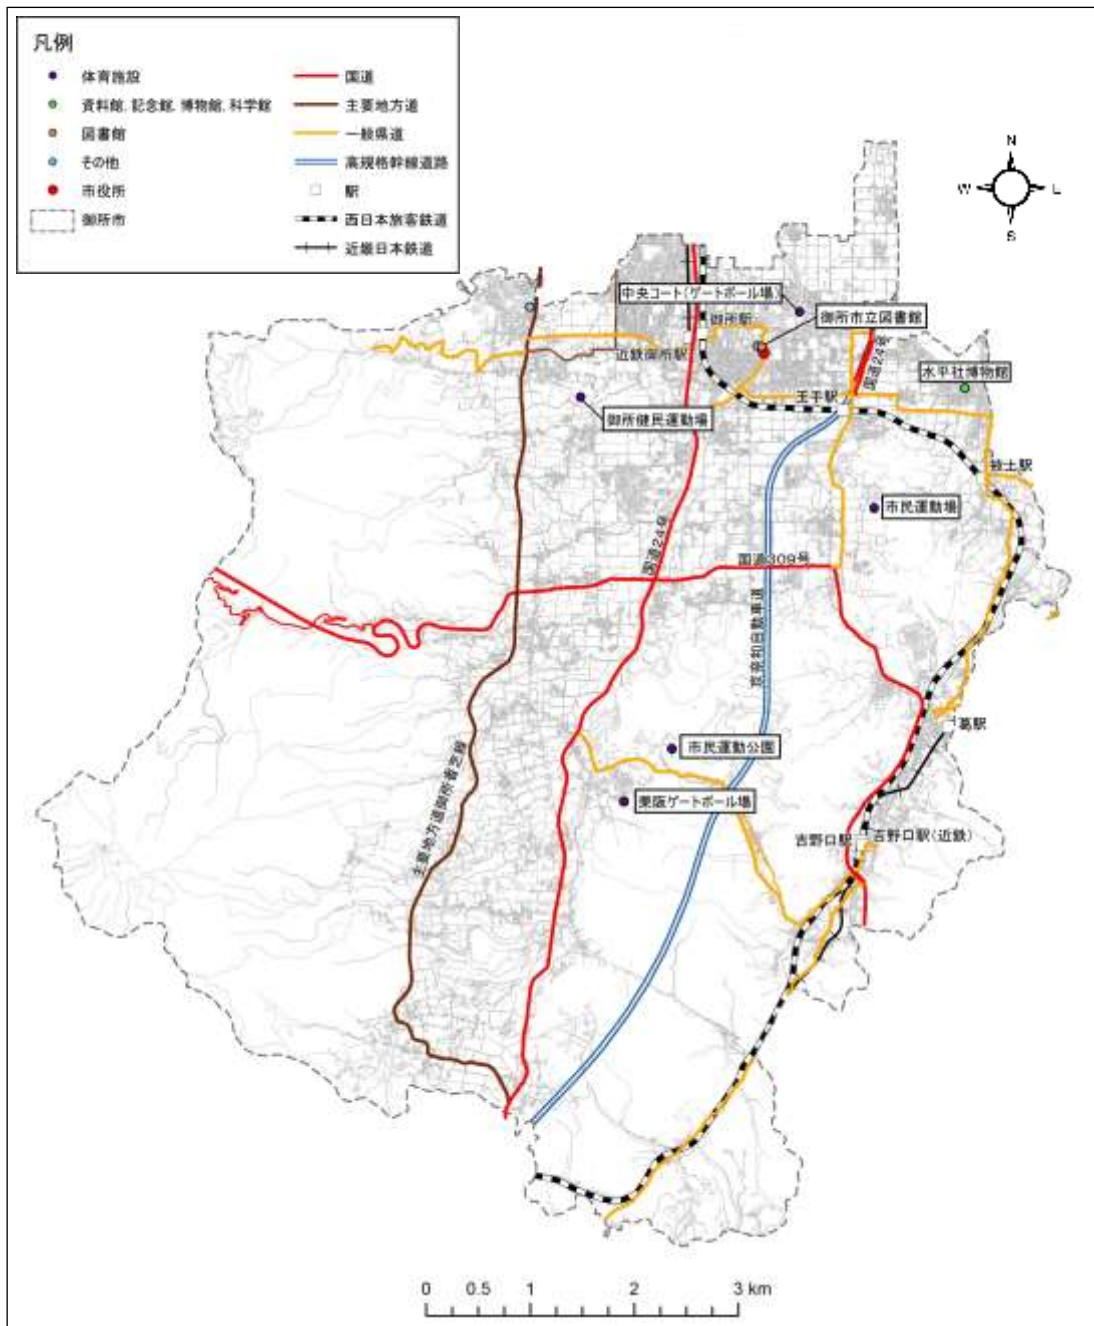 凡例
体育施設
資料館,記念館,博物館,科学館
図書館
その他
市役所
御所市
国道
主要地方道
一般県道
高規格幹線道路
駅
西日本旅客鉄道
近畿日本鉄道
N
W
L
S
中央コート(ゲートボール場)
御所駅
御所市立図書館
近鉄御所駅
国道24号
水平社博物館
玉手駅
御所健民運動場
掖上駅
市民運動場
国道24号
国道309号
京奈和自動車道
葛駅
市民運動公園
主要地方道御所香芝線
東阪ゲートボール場
吉野口駅
吉野口駅(近鉄)
0 0.5 1 2 3 km